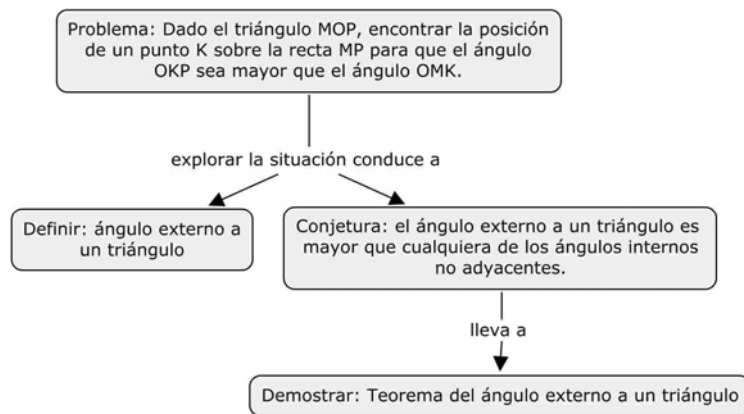 Problema: Dado el triángulo MOP, encontrar la posición
de un punto K sobre la recta MP para que el ángulo
OKP sea mayor que el ángulo OMK.
explorar la situación conduce a
Definir: ángulo externo a
un triángulo
Conjetura: el ángulo externo a un triángulo es
mayor que cualquiera de los ángulos internos
no adyacentes.
lleva a
Demostrar: Teorema del ángulo externo a un triángulo